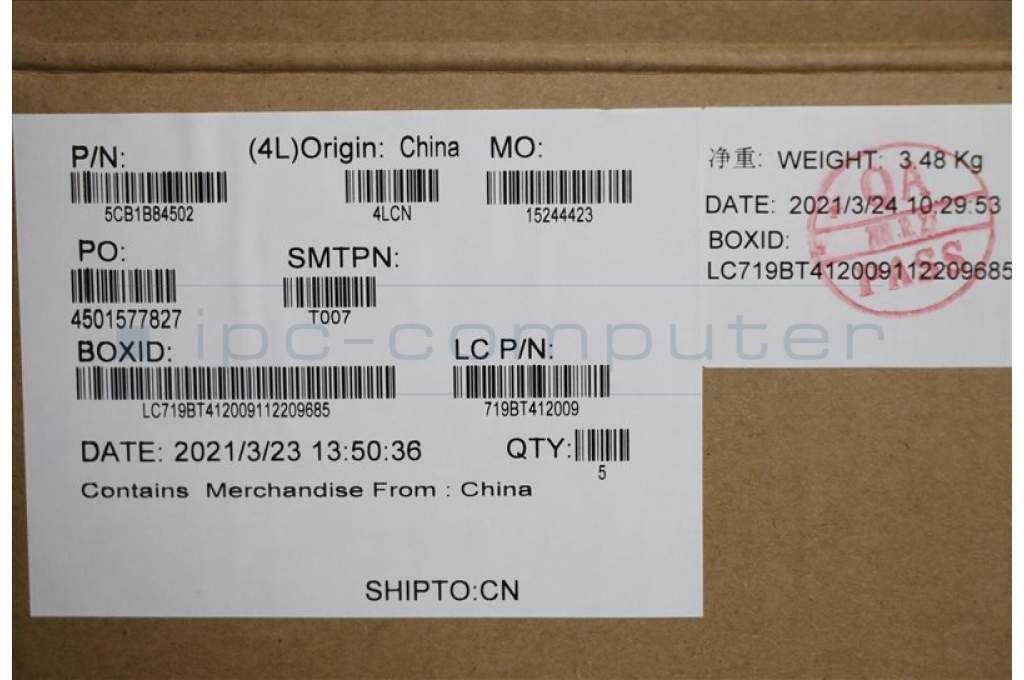 P/N:
5CB1B84502
(4L)Origin: China
4LCN
MO:
15244423
PO:
4501577827
SMTPN:
T007
BOXID:
LC719BT412009112209685
LC P/N:
719BT412009
DATE: 2021/3/23 13:50:36
QTY:
5
Contains Merchandise From : China
SHIPTO:CN
净重: WEIGHT: 3.48 Kg
DATE: 2021/3/24 10:29:53
BOXID:
LC719BT412009112209685
QA
PASS
ipc-computer